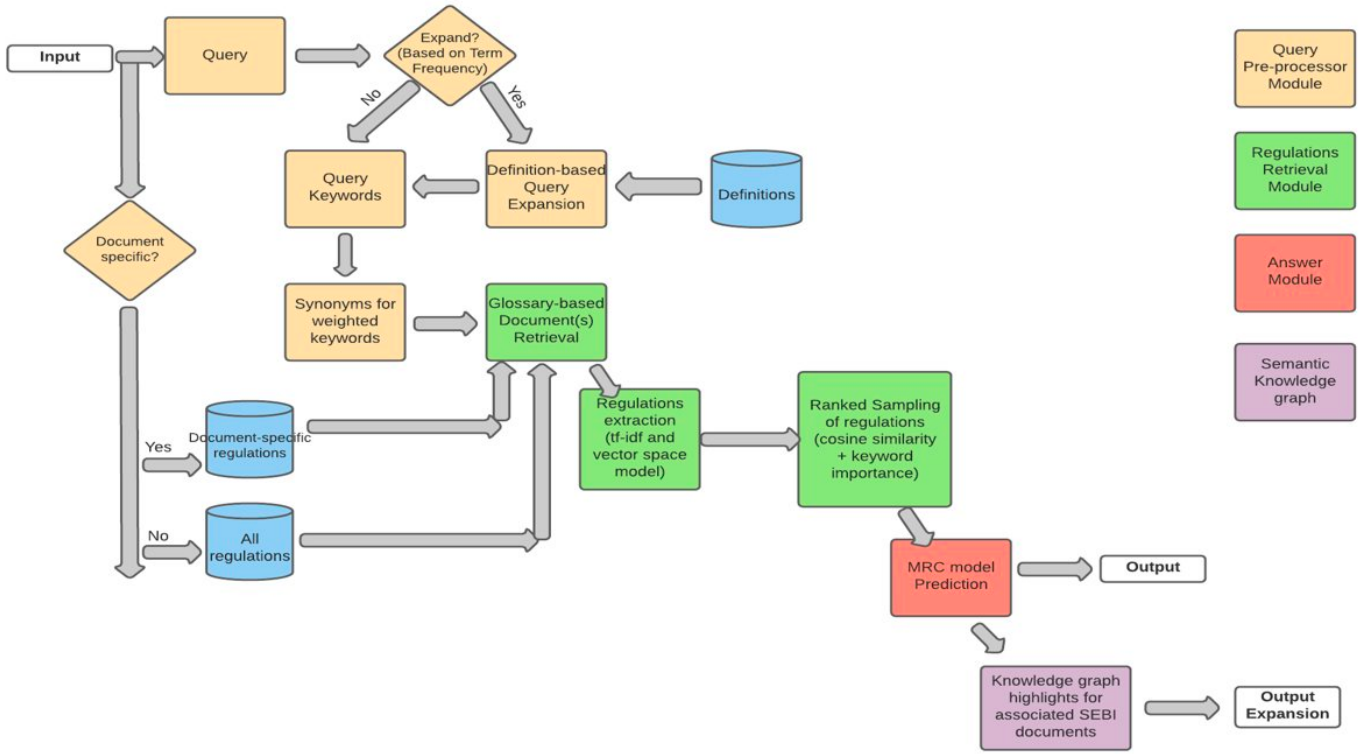 Input
Query
Expand?
(Based on Term
Frequency)
No
Yes
Query
Keywords
Definition-based
Query
Expansion
Definitions
Document
specific?
Synonyms for
weighted
keywords
Glossary-based
Document(s)
Retrieval
Yes
Document-specific
regulations
No
All
regulations
Regulations
extraction
(tf-idf and
vector space
model)
Ranked Sampling
of regulations
(cosine similarity
+ keyword
importance)
MRC model
Prediction
Output
Knowledge graph
highlights for
associated SEBI
documents
Output
Expansion
Query
Pre-processor
Module
Regulations
Retrieval
Module
Answer
Module
Semantic
Knowledge
graph